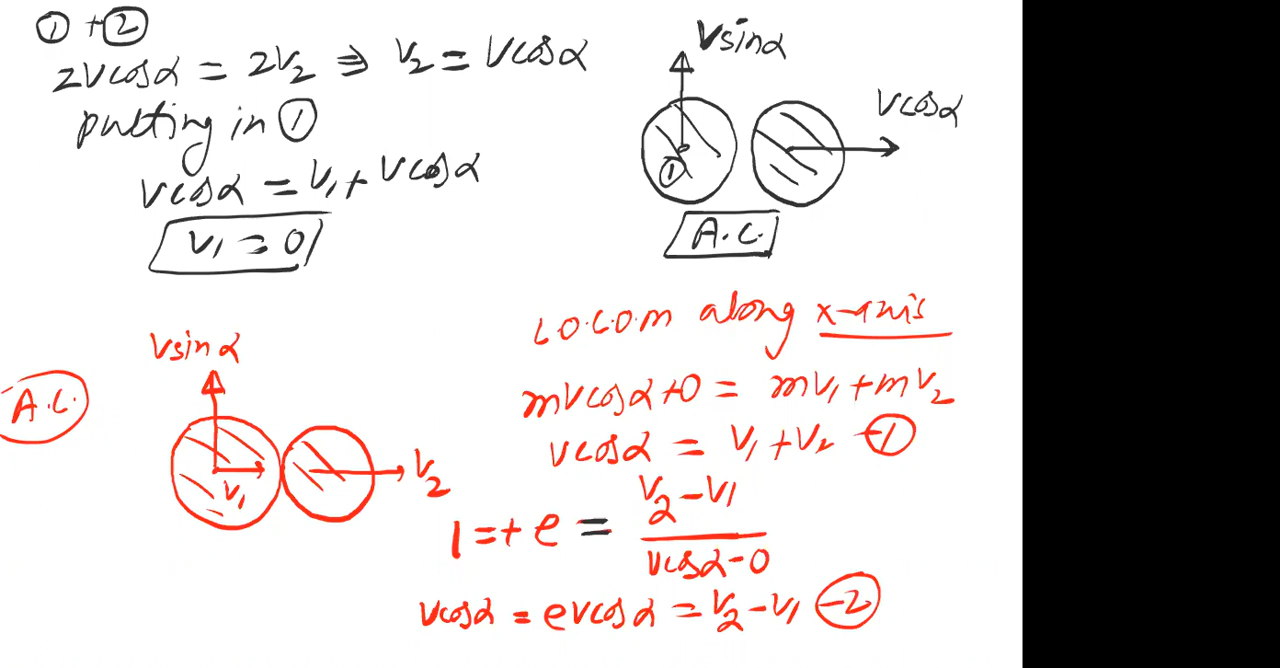 ① + ②
2vcosα = 2v₂ ⇒ v₂ = vcosα
putting in ①
vcosα = v₁ + vcosα
v₁ = 0
vsinα
vcosα
①
A.C.
L.O.C.O.M along x-axis
mvcosα + 0 = mv₁ + mv₂
vcosα = v₁ + v₂ -①
1 = + e = (v₂ - v₁)/(vcosα - 0)
vcosα = evcosα = v₂ - v₁ -②
A.C.
vsinα
v₁
v₂